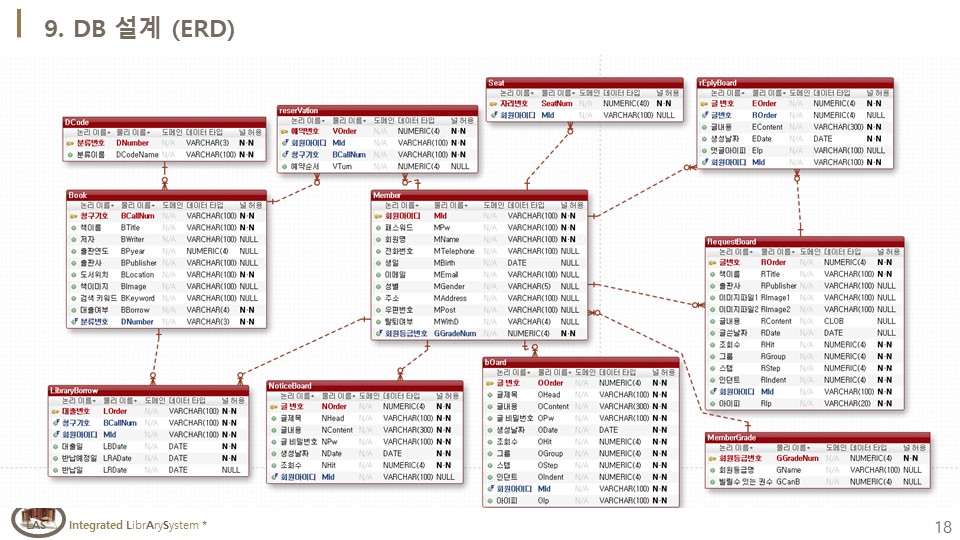 9. DB 설계 (ERD)
DCode
논리 이름 물리 이름 도메인 데이터 타입 널 허용
분류번호 DNumber N/A VARCHAR(3) N-N
분류이름 DCodeName N/A VARCHAR(100) N-N
reserVation
논리 이름 물리 이름 도메인 데이터 타입 널 허용
예약번호 VOrder N/A NUMERIC(4) N-N
회원아이디 MId N/A VARCHAR(100) N-N
청구기호 BCallNum N/A VARCHAR(100) N-N
예약순서 VTurn N/A NUMERIC(4) NULL
Seat
논리 이름 물리 이름 도메인 데이터 타입 널 허용
자리번호 SeatNum N/A NUMERIC(40) N-N
회원아이디 MId N/A VARCHAR(100) NULL
rEplyBoard
논리 이름 물리 이름 도메인 데이터 타입 널 허용
글 번호 EOrder N/A NUMERIC(4) N-N
글번호 ROrder N/A NUMERIC(4) NULL
글내용 EContent N/A VARCHAR(300) N-N
생성날짜 EDate N/A DATE N-N
덧글아이피 EIp N/A VARCHAR(100) N-N
회원아이디 MId N/A VARCHAR(100) N-N
Book
논리 이름 물리 이름 도메인 데이터 타입 널 허용
청구기호 BCallNum N/A VARCHAR(100) N-N
책이름 BTitle N/A VARCHAR(100) N-N
저자 BWriter N/A VARCHAR(100) NULL
출판연도 BPyear N/A NUMERIC(4) NULL
출판사 BPublisher N/A VARCHAR(100) NULL
도서위치 BLocation N/A VARCHAR(100) NULL
책이미지 BImage N/A VARCHAR(100) NULL
검색 키워드 BKeyword N/A VARCHAR(100) NULL
대출여부 BBorrow N/A NUMERIC(4) N-N
분류번호 DNumber N/A VARCHAR(3) N-N
Member
논리 이름 물리 이름 도메인 데이터 타입 널 허용
회원아이디 MId N/A VARCHAR(100) N-N
패스워드 MPw N/A VARCHAR(100) N-N
회원명 MName N/A VARCHAR(100) N-N
전화번호 MTelephone N/A VARCHAR(100) NULL
생일 MBirth N/A DATE NULL
이메일 MEmail N/A VARCHAR(100) NULL
성별 MGender N/A VARCHAR(5) NULL
주소 MAddress N/A VARCHAR(100) NULL
우편번호 MPost N/A VARCHAR(100) NULL
탈퇴여부 MWithD N/A VARCHAR(4) NULL
회원등급번호 GGradeNum N/A NUMERIC(4) N-N
RequestBoard
논리 이름 물리 이름 도메인 데이터 타입 널 허용
글번호 ROrder N/A NUMERIC(4) N-N
책이름 RTitle N/A VARCHAR(100) N-N
출판사 RPublisher N/A VARCHAR(100) NULL
이미지파일1 RImage1 N/A VARCHAR(100) NULL
이미지파일2 RImage2 N/A VARCHAR(100) NULL
글내용 RContent N/A CLOB NULL
글쓴날짜 RDate N/A DATE NULL
조회수 RHit N/A NUMERIC(4) N-N
그룹 RGroup N/A NUMERIC(4) N-N
스텝 RStep N/A NUMERIC(4) N-N
인던트 RIndent N/A NUMERIC(4) N-N
회원아이디 MId N/A VARCHAR(100) N-N
아이피 RIp N/A VARCHAR(20) N-N
LibraryBorrow
논리 이름 물리 이름 도메인 데이터 타입 널 허용
대출번호 LOrder N/A VARCHAR(100) N-N
청구기호 BCallNum N/A VARCHAR(100) N-N
회원아이디 MId N/A VARCHAR(100) N-N
대출일 LBDate N/A DATE N-N
반납예정일 LRADate N/A DATE N-N
반납일 LRDate N/A DATE NULL
NoticeBoard
논리 이름 물리 이름 도메인 데이터 타입 널 허용
글 번호 NOrder N/A NUMERIC(4) N-N
글제목 NHead N/A VARCHAR(100) N-N
글내용 NContent N/A VARCHAR(300) N-N
글 비밀번호 NPw N/A VARCHAR(100) N-N
생성날짜 NDate N/A DATE N-N
조회수 NHit N/A NUMERIC(4) N-N
회원아이디 MId N/A VARCHAR(100) NULL
bOard
논리 이름 물리 이름 도메인 데이터 타입 널 허용
글 번호 OOrder N/A NUMERIC(4) N-N
글제목 OHead N/A VARCHAR(100) N-N
글내용 OContent N/A VARCHAR(300) N-N
글 비밀번호 OPw N/A VARCHAR(100) N-N
생성날짜 ODate N/A DATE N-N
조회수 OHit N/A NUMERIC(4) N-N
그룹 OGroup N/A NUMERIC(4) N-N
스텝 OStep N/A NUMERIC(4) N-N
인던트 OIndent N/A NUMERIC(4) N-N
회원아이디 MId N/A VARCHAR(100) N-N
아이피 OIp N/A VARCHAR(100) N-N
MemberGrade
논리 이름 물리 이름 도메인 데이터 타입 널 허용
회원등급번호 GGradeNum N/A NUMERIC(4) N-N
회원등급명 GName N/A VARCHAR(100) NULL
빌릴수 있는 권수 GCanB N/A NUMERIC(4) NULL
LAS
Integrated LibrArySystem *
18